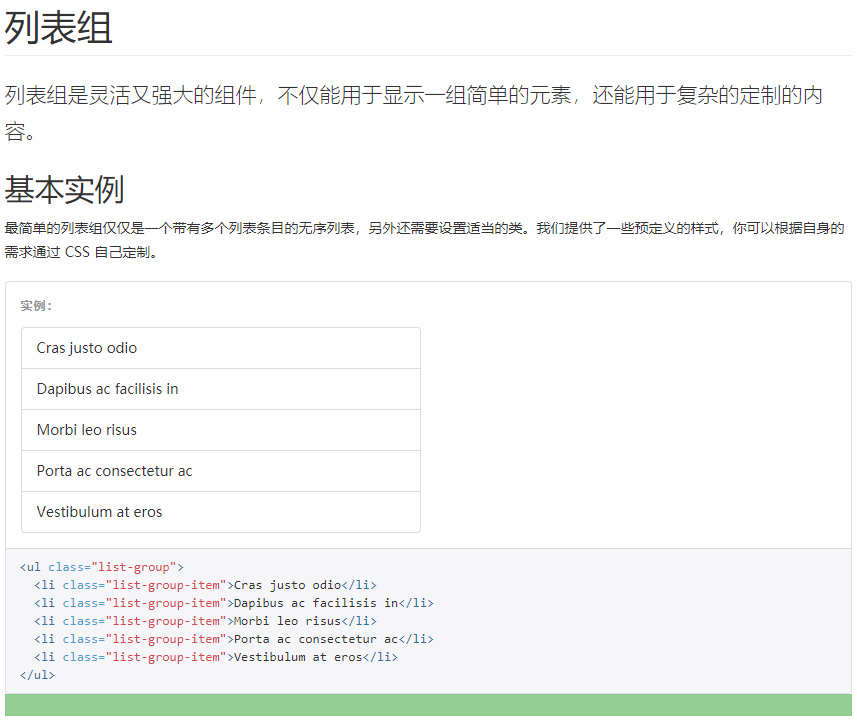 列表组
列表组是灵活又强大的组件，不仅能用于显示一组简单的元素，还能用于复杂的定制的内
容。
基本实例
最简单的列表组仅仅是一个带有多个列表条目的无序列表，另外还需要设置适当的类。我们提供了一些预定义的样式，你可以根据自身的
需求通过 CSS 自己定制。
实例：
Cras justo odio
Dapibus ac facilisis in
Morbi leo risus
Porta ac consectetur ac
Vestibulum at eros
<ul class="list-group">
  <li class="list-group-item">Cras justo odio</li>
  <li class="list-group-item">Dapibus ac facilisis in</li>
  <li class="list-group-item">Morbi leo risus</li>
  <li class="list-group-item">Porta ac consectetur ac</li>
  <li class="list-group-item">Vestibulum at eros</li>
</ul>